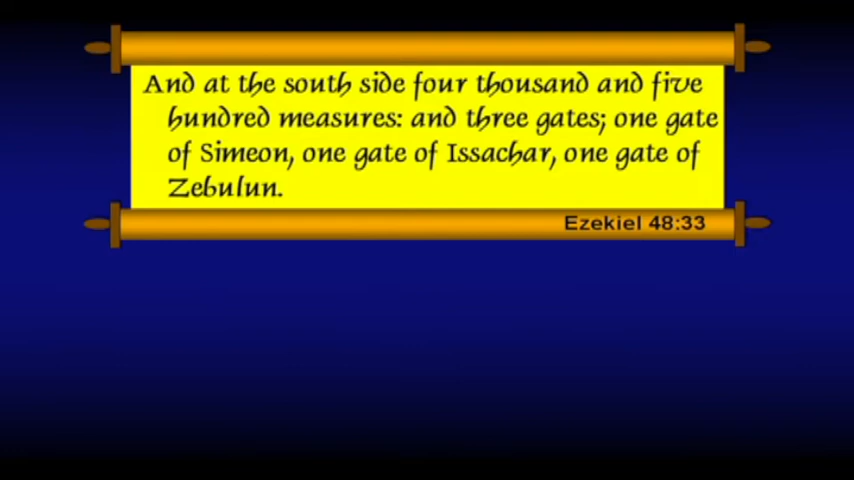 And at the south side four thousand and five
hundred measures: and three gates; one gate
of Simeon, one gate of Issachar, one gate of
Zebulun.
Ezekiel 48:33